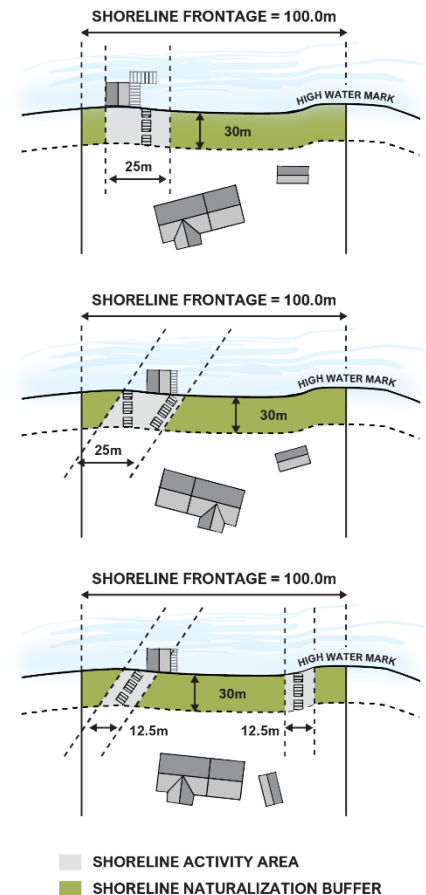 SHORELINE FRONTAGE = 100.0m
HIGH WATER MARK
30m
25m
SHORELINE FRONTAGE = 100.0m
HIGH WATER MARK
30m
25m
SHORELINE FRONTAGE = 100.0m
HIGH WATER MARK
30m
12.5m
12.5m
SHORELINE ACTIVITY AREA
SHORELINE NATURALIZATION BUFFER